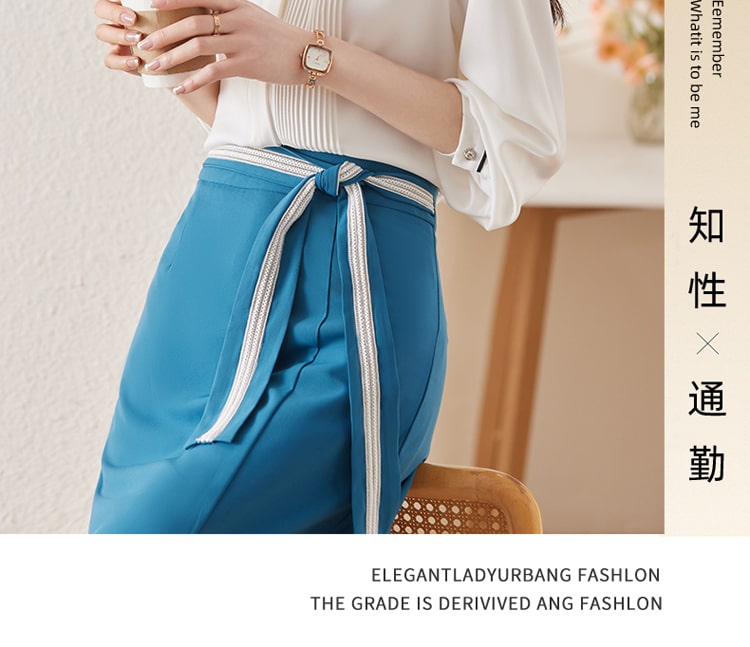 Eemember
Whatit is to be me
知性×通勤
ELEGANTLADYURBANG FASHLON
THE GRADE IS DERIVIVED ANG FASHLON